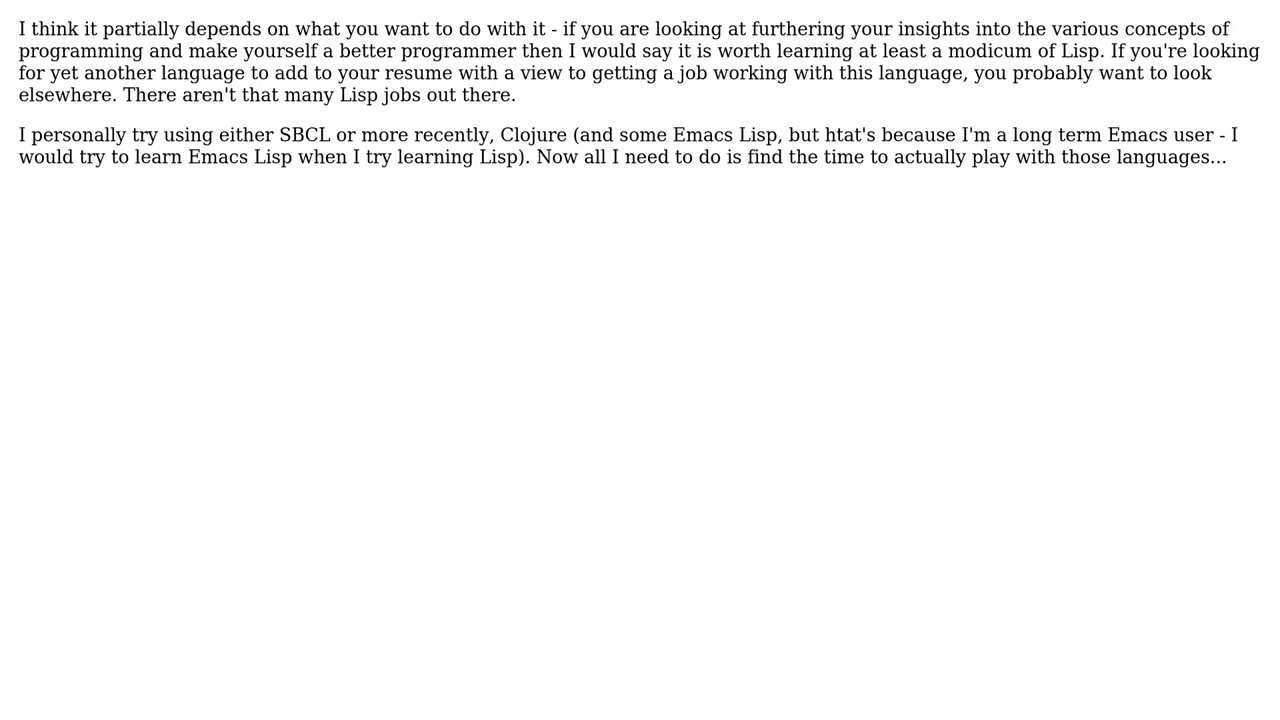 I think it partially depends on what you want to do with it - if you are looking at furthering your insights into the various concepts of
programming and make yourself a better programmer then I would say it is worth learning at least a modicum of Lisp. If you're looking
for yet another language to add to your resume with a view to getting a job working with this language, you probably want to look
elsewhere. There aren't that many Lisp jobs out there.
I personally try using either SBCL or more recently, Clojure (and some Emacs Lisp, but htat's because I'm a long term Emacs user - I
would try to learn Emacs Lisp when I try learning Lisp). Now all I need to do is find the time to actually play with those languages...